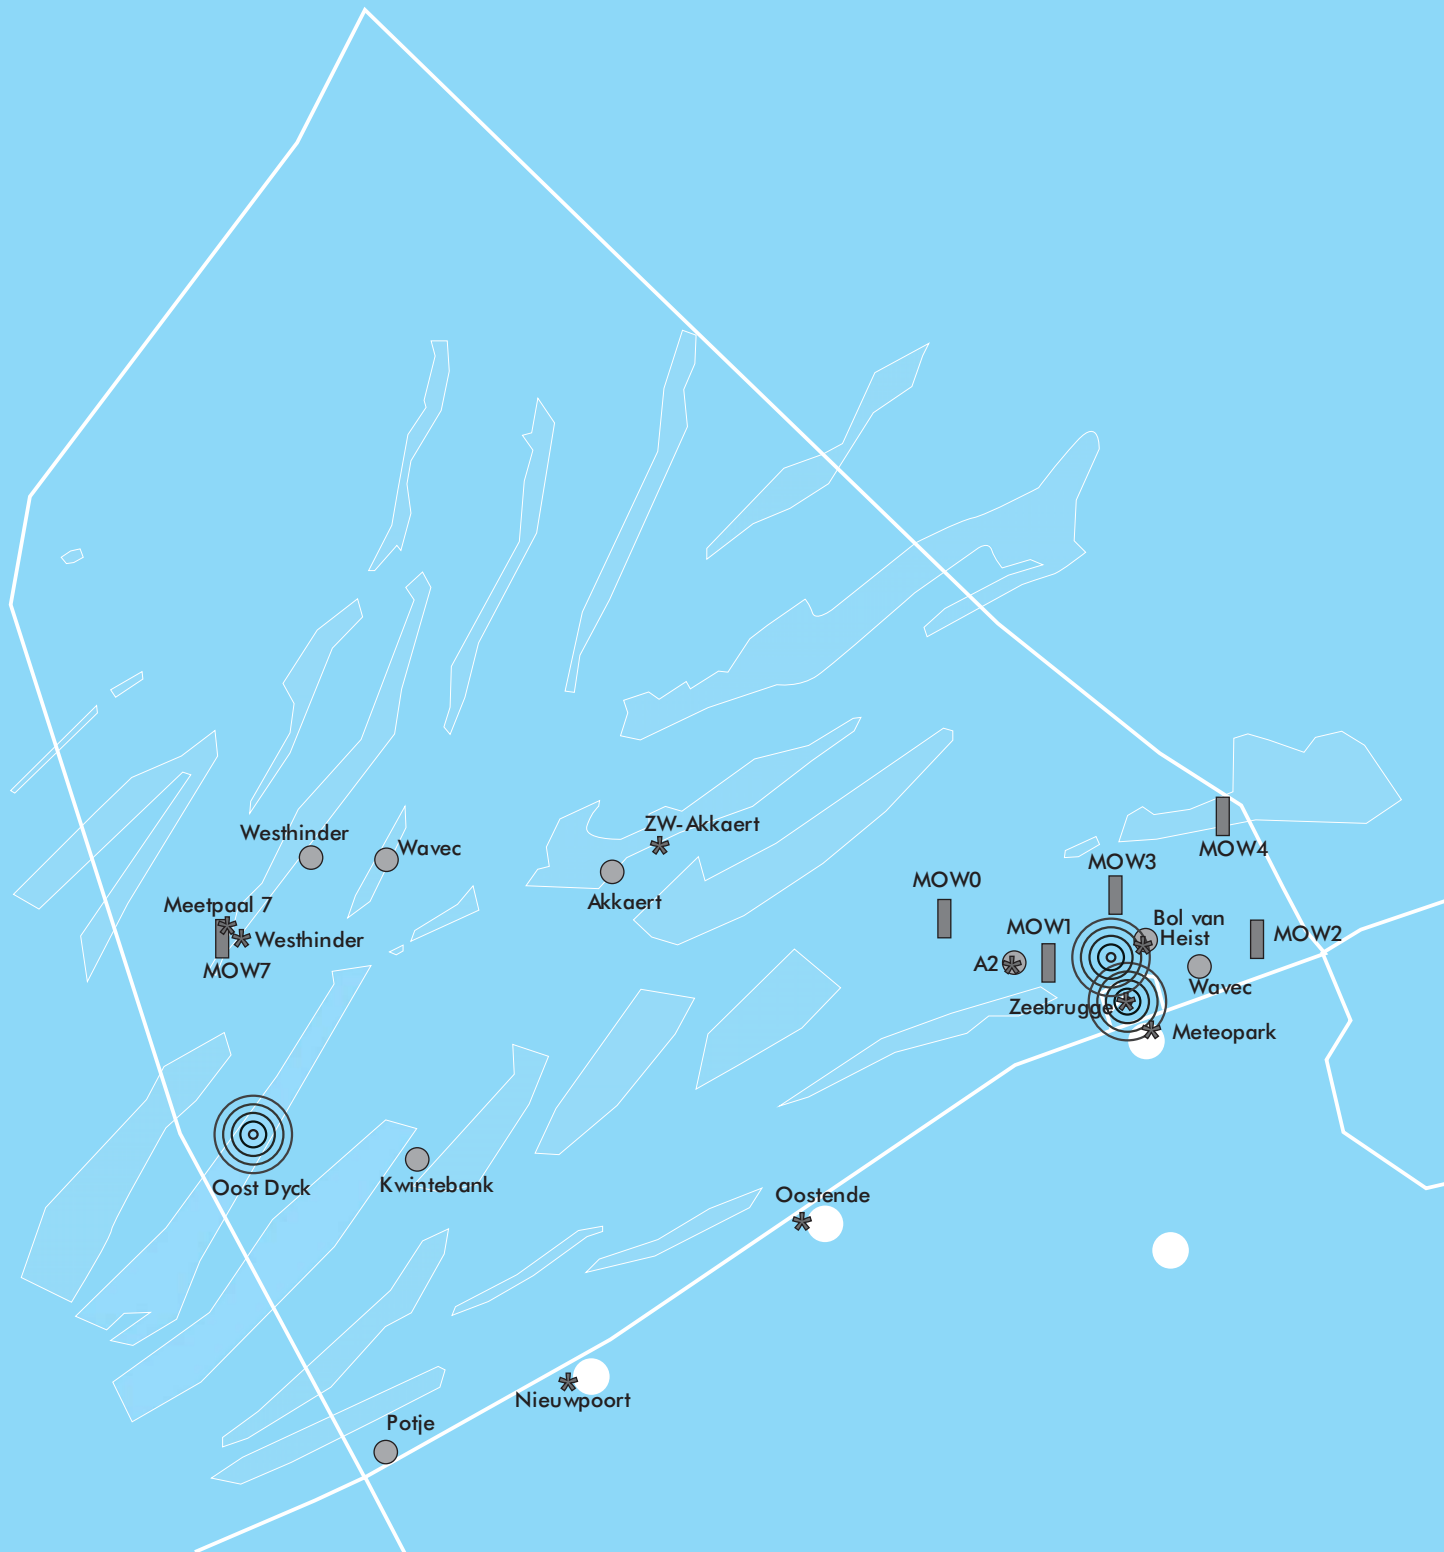 ZW-Akkaert
Westhinder
Wavec
MOW4
MOW3
MOW0
Akkaert
Meetpaal 7
Bol van
Heist
MOW1
MOW2
Westhinder
A2
MOW7
Wavec
Zeebrugge
Meteopark
Kwintebank
Oost Dyck
Oostende
Nieuwpoort
Potje